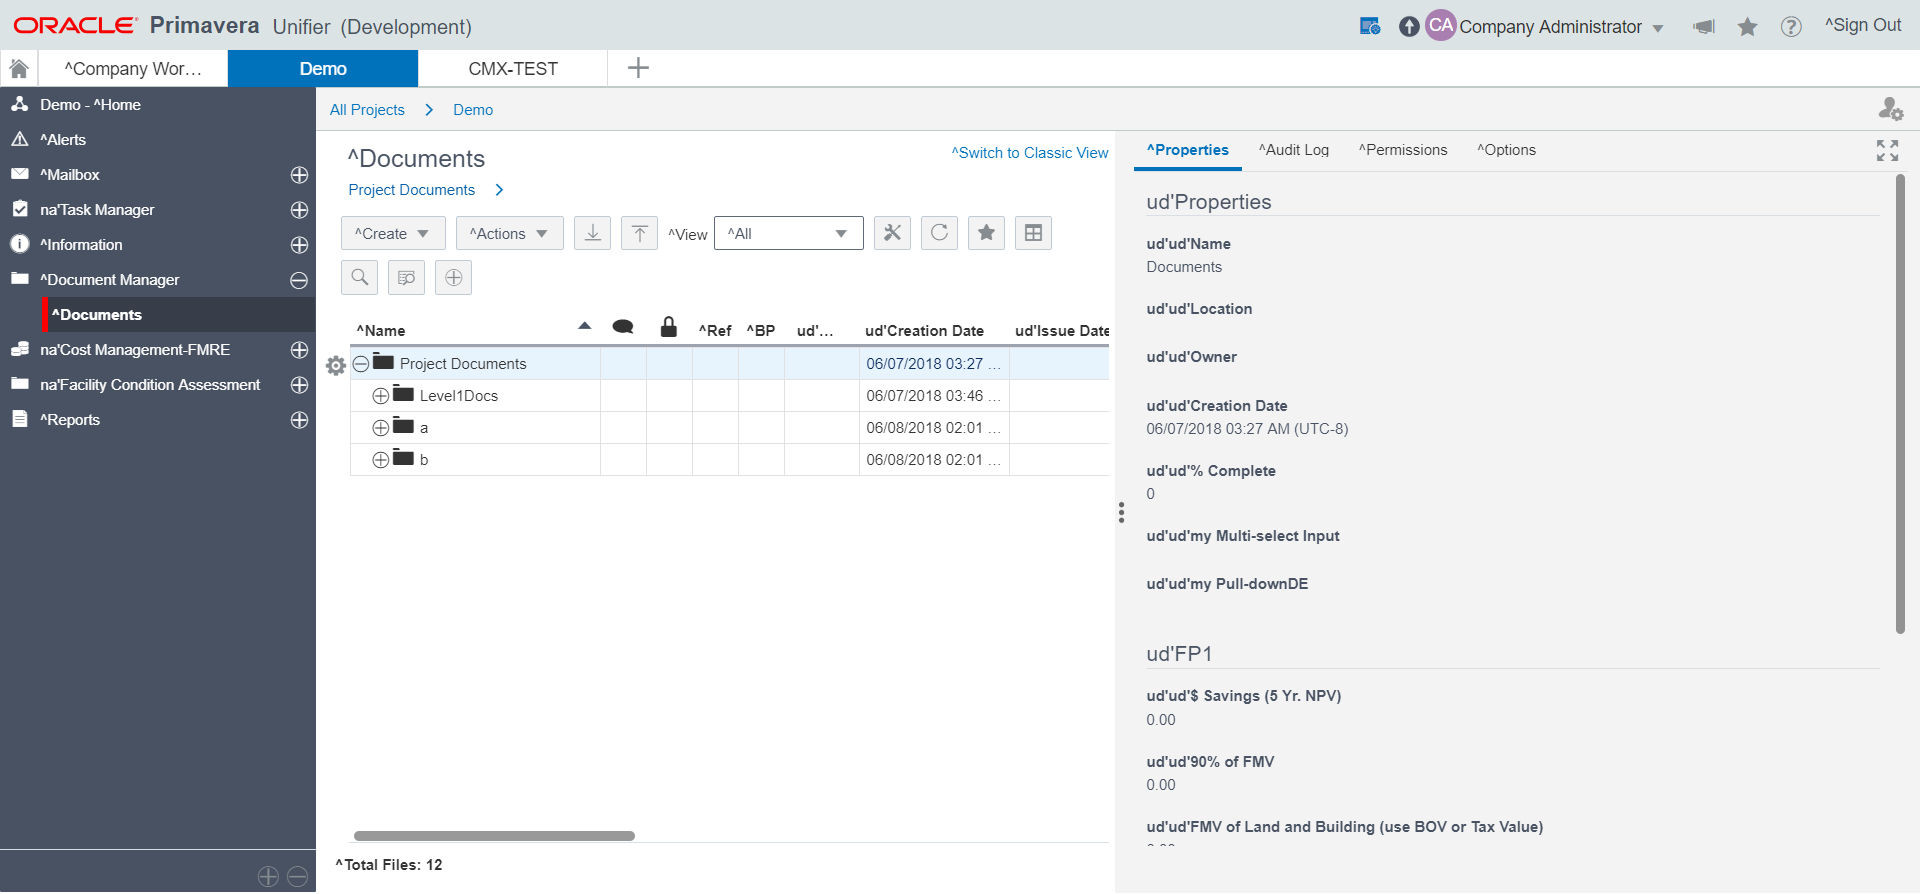 ORACLE Primavera Unifier (Development)
CA Company Administrator ^Sign Out
^Company Wor... Demo CMX-TEST
Demo - ^Home
^Alerts
^Mailbox
na'Task Manager
^Information
^Document Manager
^Documents
na'Cost Management-FMRE
na'Facility Condition Assessment
^Reports
All Projects > Demo
^Documents
^Switch to Classic View
Project Documents >
^Create ^Actions ^View ^All
^Name ^Ref ^BP ud'... ud'Creation Date ud'Issue Date
Project Documents 06/07/2018 03:27 ...
Level1Docs 06/07/2018 03:46 ...
a 06/08/2018 02:01 ...
b 06/08/2018 02:01 ...
^Total Files: 12
^Properties ^Audit Log ^Permissions ^Options
ud'Properties
ud'ud'Name
Documents
ud'ud'Location
ud'ud'Owner
ud'ud'Creation Date
06/07/2018 03:27 AM (UTC-8)
ud'ud'% Complete
0
ud'ud'my Multi-select Input
ud'ud'my Pull-downDE
ud'FP1
ud'ud'$ Savings (5 Yr. NPV)
0.00
ud'ud'90% of FMV
0.00
ud'ud'FMV of Land and Building (use BOV or Tax Value)